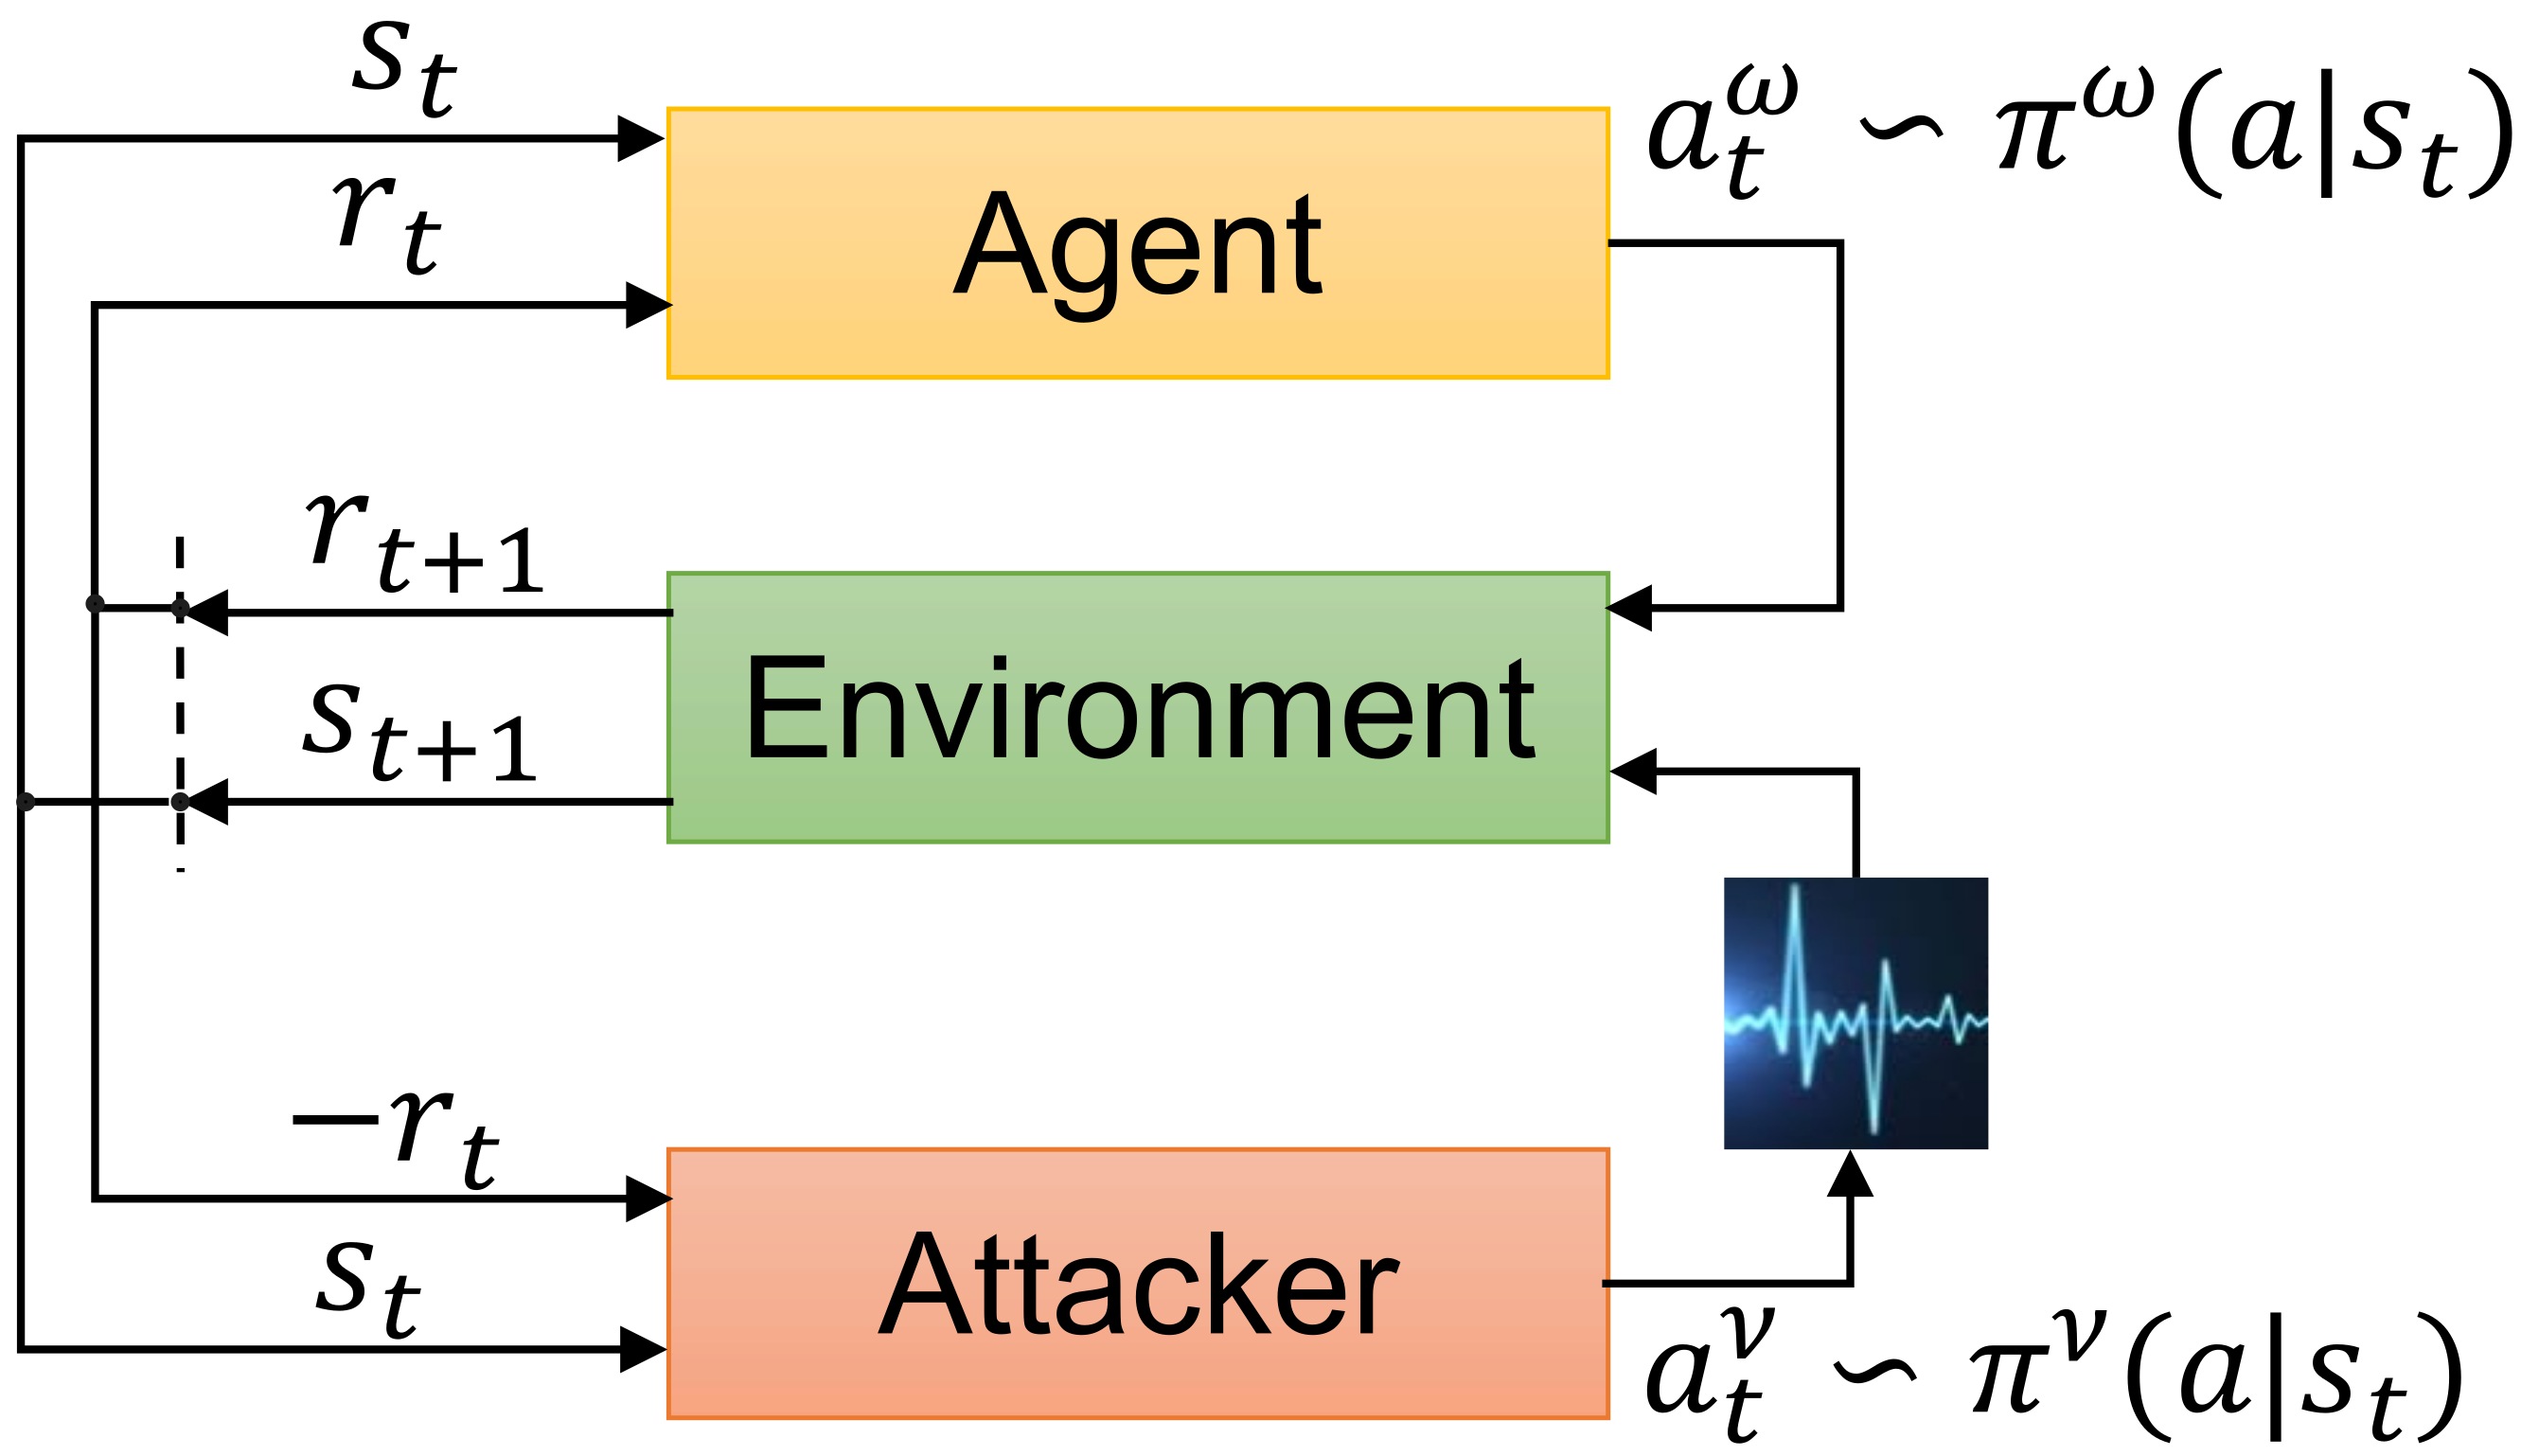 s_t
a_t^ω ∽ π^ω(a|s_t)
r_t
Agent
r_{t+1}
s_{t+1}
Environment
−r_t
s_t
Attacker
a_t^ν ∽ π^ν(a|s_t)